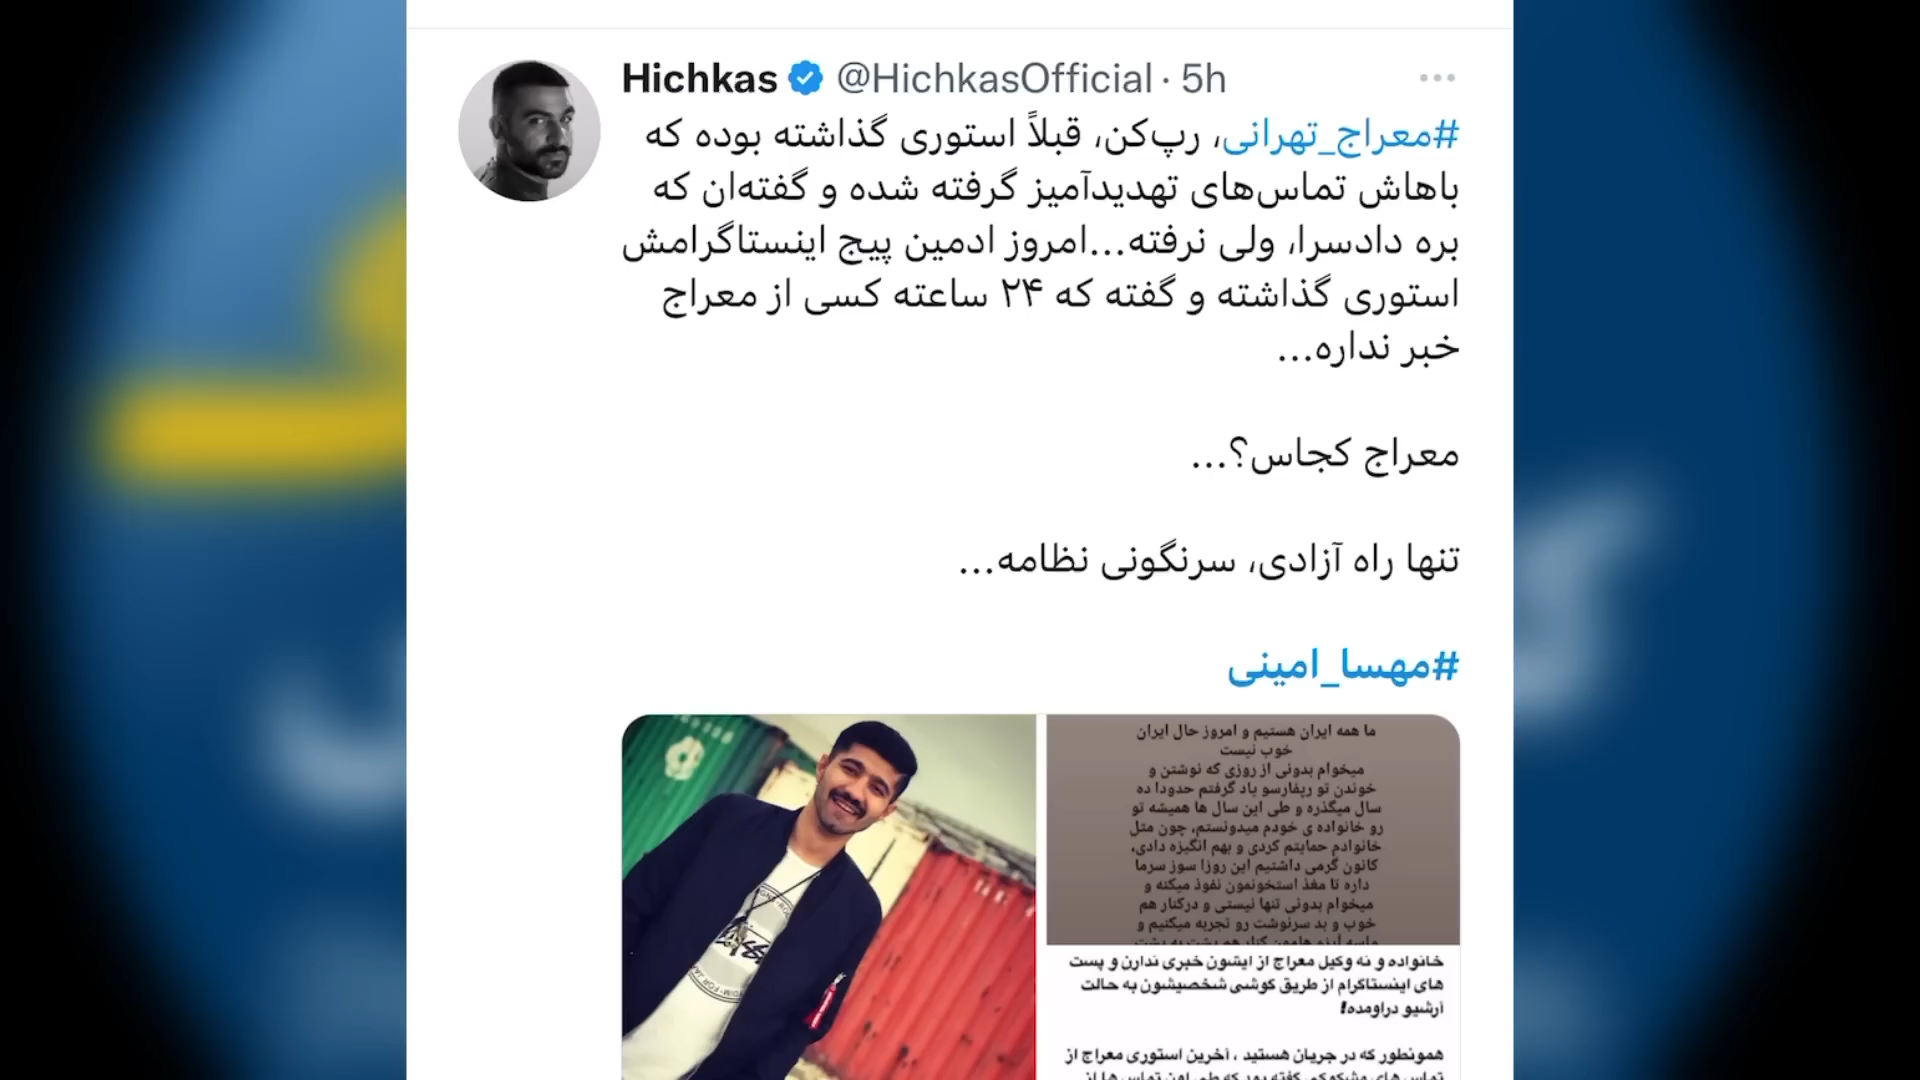 Hichkas @HichkasOfficial · 5h
#معراج_تهرانی، رپ‌کن، قبلاً استوری گذاشته بوده که
باهاش تماس‌های تهدیدآمیز گرفته شده و گفته‌ان که
بره دادسرا، ولی نرفته...امروز ادمین پیج اینستاگرامش
استوری گذاشته و گفته که ۲۴ ساعته کسی از معراج
خبر نداره...
معراج کجاس؟...
تنها راه آزادی، سرنگونی نظامه...
#مهسا_امینی
ما همه ایران هستیم و امروز حال ایران
خوب نیست
میخوام بدونی از روزی که نوشتن و
خوندن تو رپفارسو یاد گرفتم حدودا ده
سال میگذره و طی این سال ها همیشه تو
رو خانواده ی خودم میدونستم، چون مثل
خانوادم حمایتم کردی و بهم انگیزه دادی،
کانون گرمی داشتیم این روزا سوز سرما
داره تا مغذ استخونمون نفوذ میکنه و
میخوام بدونی تنها نیستی و درکنار هم
خوب و بد سرنوشت رو تجربه میکنیم و
خانواده و نه وکیل معراج از ایشون خبری ندارن و پست
های اینستاگرام از طریق گوشی شخصیشون به حالت
آرشیو دراومده!
همونطور که در جریان هستید ، آخرین استوری معراج از